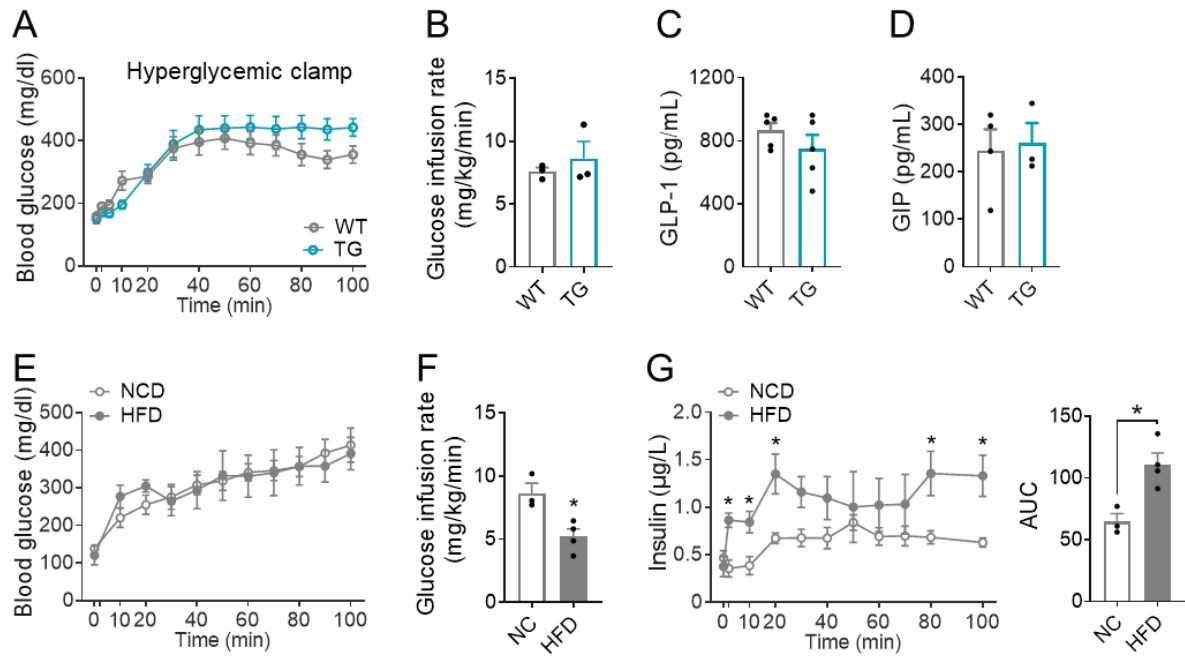 A
Hyperglycemic clamp
Blood glucose (mg/dl)
600
400
200
0
WT
TG
0 10 20 40 60 80 100
Time (min)
B
Glucose infusion rate
(mg/kg/min)
15
10
5
0
WT TG
C
GLP-1 (pg/mL)
1200
800
400
0
WT TG
D
GIP (pg/mL)
400
300
200
100
0
WT TG
E
NCD
HFD
Blood glucose (mg/dl)
500
400
300
200
100
0
0 10 20 40 60 80 100
Time (min)
F
Glucose infusion rate
(mg/kg/min)
15
10
5
0
*
NC HFD
G
NCD
HFD
Insulin (μg/L)
2.0
1.5
1.0
0.5
0
* * * * *
0 10 20 40 60 80 100
Time (min)
AUC
150
100
50
0
*
NC HFD